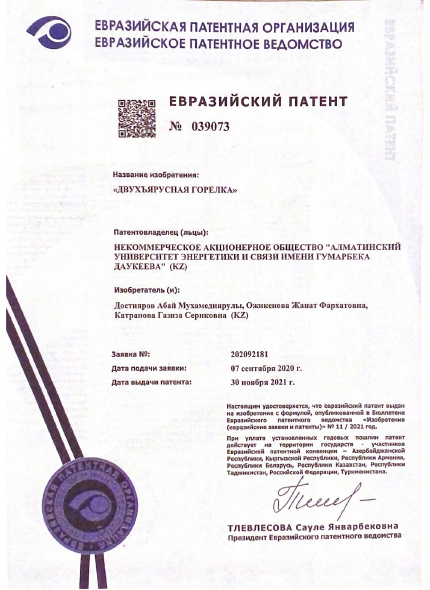 ЕВРАЗИЙСКАЯ ПАТЕНТНАЯ ОРГАНИЗАЦИЯ
ЕВРАЗИЙСКОЕ ПАТЕНТНОЕ ВЕДОМСТВО
ЕВРАЗИЙСКИЙ ПАТЕНТ
ЕВРАЗИЙСКИЙ ПАТЕНТ
№ 039073
Название изобретения:
«ДВУХЪЯРУСНАЯ ГОРЕЛКА»
Патентовладелец (льцы):
НЕКОММЕРЧЕСКОЕ АКЦИОНЕРНОЕ ОБЩЕСТВО "АЛМАТИНСКИЙ
УНИВЕРСИТЕТ ЭНЕРГЕТИКИ И СВЯЗИ ИМЕНИ ГУМАРБЕКА
ДАУКЕЕВА" (KZ)
Изобретатель (и):
Достияров Абай Мухамедиярулы, Ожикенова Жанат Фархатовна,
Катранова Газиза Сериковна (KZ)
Заявка №: 202092181
Дата подачи заявки: 07 сентября 2020 г.
Дата выдачи патента: 30 ноября 2021 г.
Настоящим удостоверяется, что евразийский патент выдан
на изобретение с формулой, опубликованной в Бюллетене
Евразийского патентного ведомства «Изобретения
(евразийские заявки и патенты)» № 11 / 2021 год.
При уплате установленных годовых пошлин патент
действует на территории государств - участников
Евразийской патентной конвенции – Азербайджанской
Республики, Кыргызской Республики, Республики Армения,
Республики Беларусь, Республики Казахстан, Республики
Таджикистан, Российской Федерации, Туркменистана.
ТЛЕВЛЕСОВА Сауле Январбековна
Президент Евразийского патентного ведомства
ЕВРАЗИЙСКАЯ ПАТЕНТНАЯ ОРГАНИЗАЦИЯ